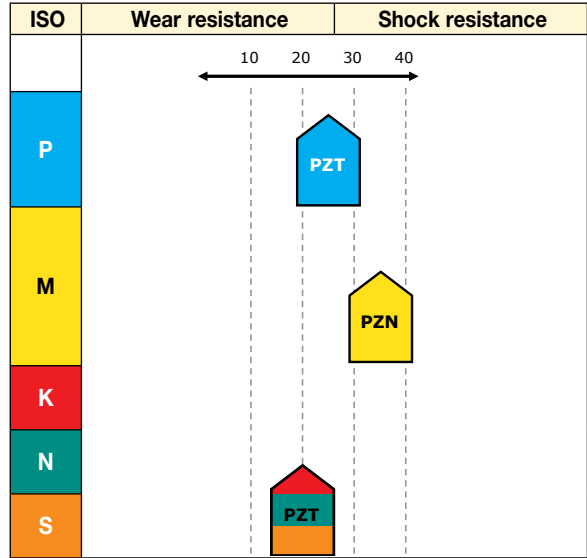 ISO Wear resistance Shock resistance
10 20 30 40
P PZT
M PZN
K
N
PZT
S